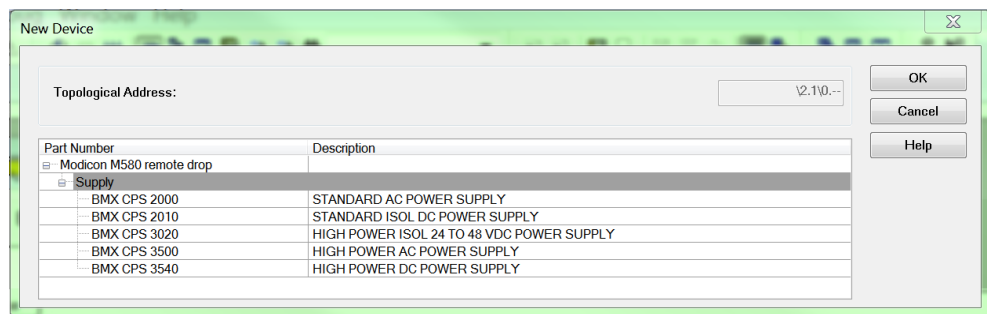 Window Help
New Device
Topological Address:
\2.1\0.--
OK
Cancel
Help
Part Number Description
Modicon M580 remote drop
Supply
BMX CPS 2000 STANDARD AC POWER SUPPLY
BMX CPS 2010 STANDARD ISOL DC POWER SUPPLY
BMX CPS 3020 HIGH POWER ISOL 24 TO 48 VDC POWER SUPPLY
BMX CPS 3500 HIGH POWER AC POWER SUPPLY
BMX CPS 3540 HIGH POWER DC POWER SUPPLY